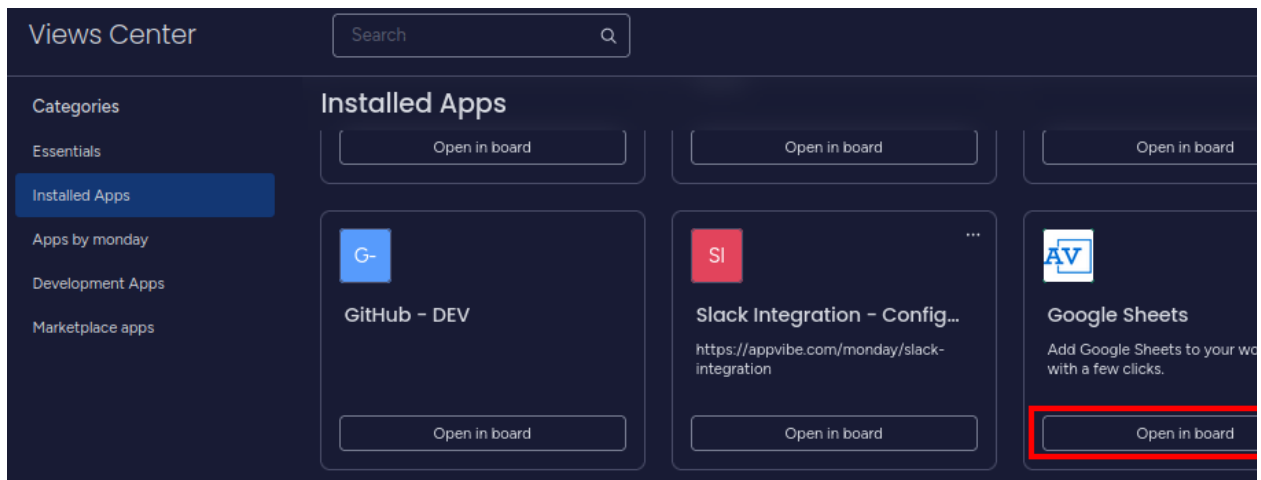 Views Center
Search
Categories
Essentials
Installed Apps
Apps by monday
Development Apps
Marketplace apps
Installed Apps
Open in board
Open in board
Open in board
G-
GitHub - DEV
Open in board
SI
...
Slack Integration - Config...
https://appvibe.com/monday/slack-
integration
Open in board
AV
Google Sheets
Add Google Sheets to your
with a few clicks.
Open in board